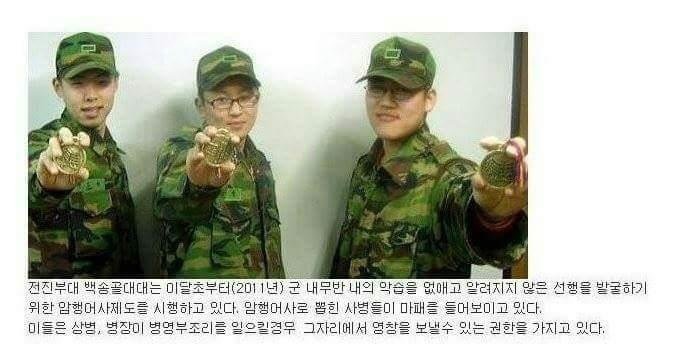 전진부대 백송골대대는 이달초부터(2011년) 군 내무반 내의 악습을 없애고 알려지지 않은 선행을 발굴하기
위한 암행어사제도를 시행하고 있다. 암행어사로 뽑힌 사병들이 마패를 들어보이고 있다.
이들은 상병, 병장이 병영부조리를 일으킬경우 그자리에서 영창을 보낼수 있는 권한을 가지고 있다.